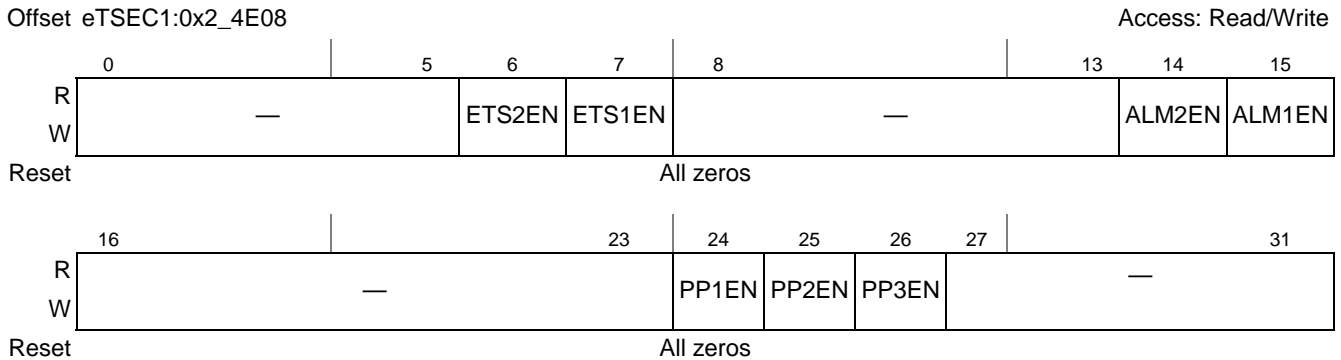 Offset eTSEC1:0x2_4E08 Access: Read/Write
0 5 6 7 8 13 14 15
R
W
— ETS2EN ETS1EN — ALM2EN ALM1EN
Reset All zeros
16 23 24 25 26 27 31
R
W
— PP1EN PP2EN PP3EN —
Reset All zeros